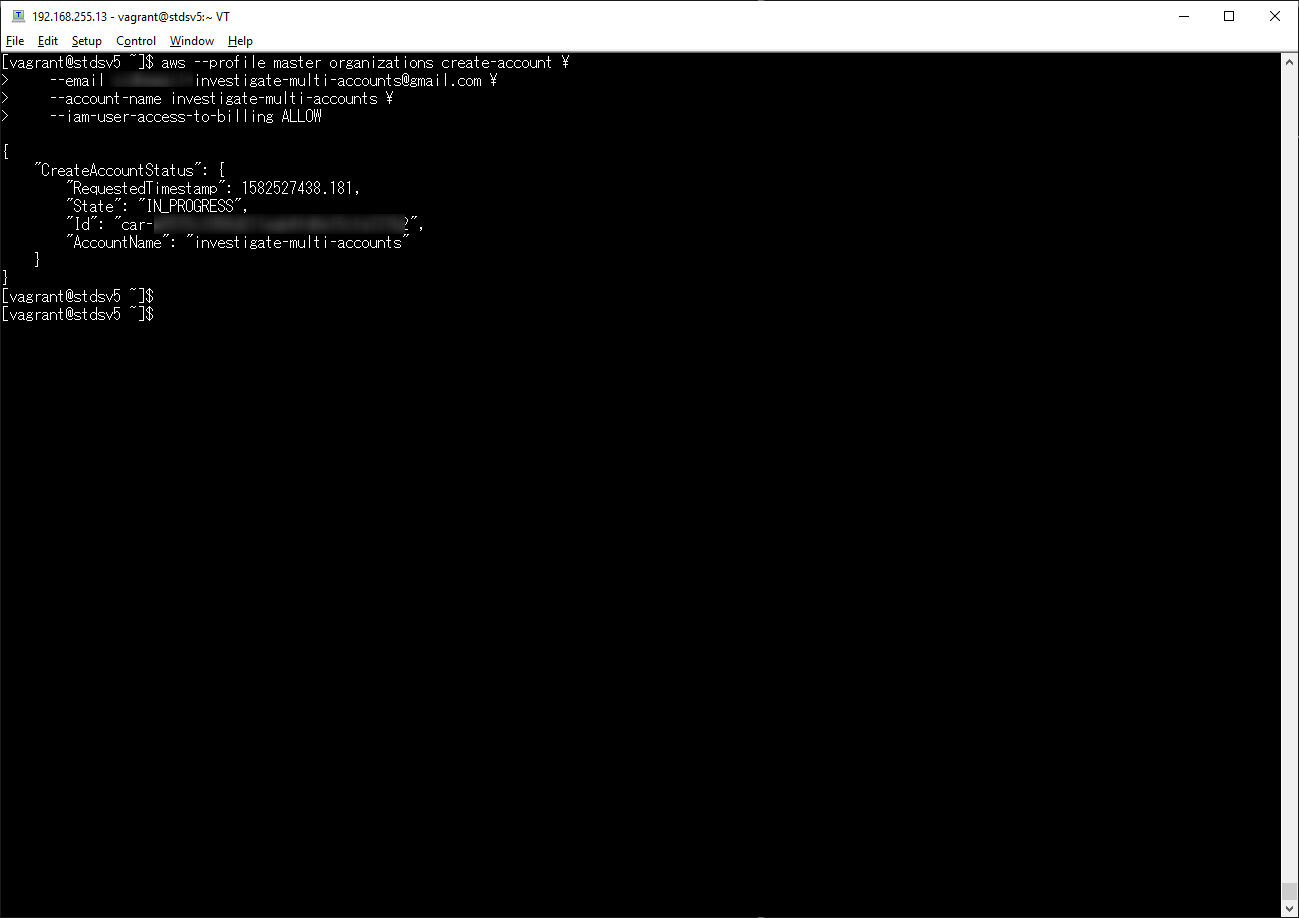 192.168.255.13 - vagrant@stdsv5:~ VT
File Edit Setup Control Window Help
[vagrant@stdsv5 ~]$ aws --profile master organizations create-account ¥
> --email investigate-multi-accounts@gmail.com ¥
> --account-name investigate-multi-accounts ¥
> --iam-user-access-to-billing ALLOW
{
"CreateAccountStatus": {
"RequestedTimestamp": 1582527438.181,
"State": "IN_PROGRESS",
"Id": "car- 2",
"AccountName": "investigate-multi-accounts"
}
}
[vagrant@stdsv5 ~]$
[vagrant@stdsv5 ~]$